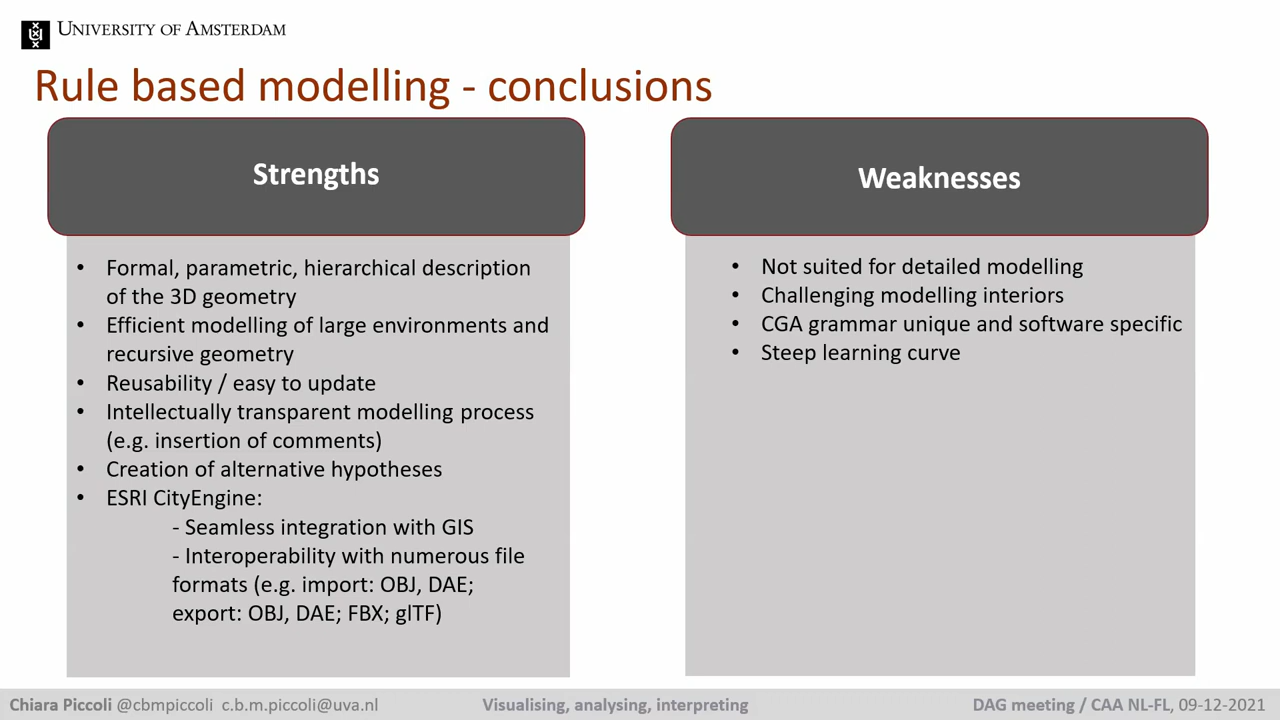 UNIVERSITY OF AMSTERDAM
Rule based modelling - conclusions
Strengths
• Formal, parametric, hierarchical description
of the 3D geometry
• Efficient modelling of large environments and
recursive geometry
• Reusability / easy to update
• Intellectually transparent modelling process
(e.g. insertion of comments)
• Creation of alternative hypotheses
• ESRI CityEngine:
- Seamless integration with GIS
- Interoperability with numerous file
formats (e.g. import: OBJ, DAE;
export: OBJ, DAE; FBX; glTF)
Weaknesses
• Not suited for detailed modelling
• Challenging modelling interiors
• CGA grammar unique and software specific
• Steep learning curve
Chiara Piccoli @cbmpiccoli c.b.m.piccoli@uva.nl
Visualising, analysing, interpreting
DAG meeting / CAA NL-FL, 09-12-2021